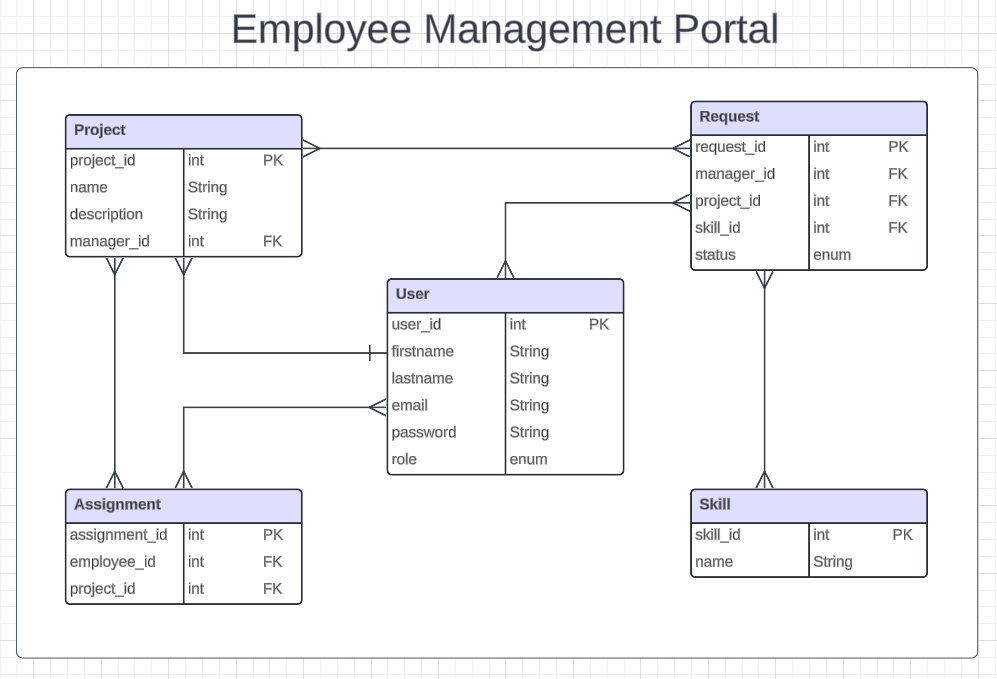 Employee Management Portal
Project
project_id int PK
name String
description String
manager_id int FK
Request
request_id int PK
manager_id int FK
project_id int FK
skill_id int FK
status enum
User
user_id int PK
firstname String
lastname String
email String
password String
role enum
Assignment
assignment_id int PK
employee_id int FK
project_id int FK
Skill
skill_id int PK
name String